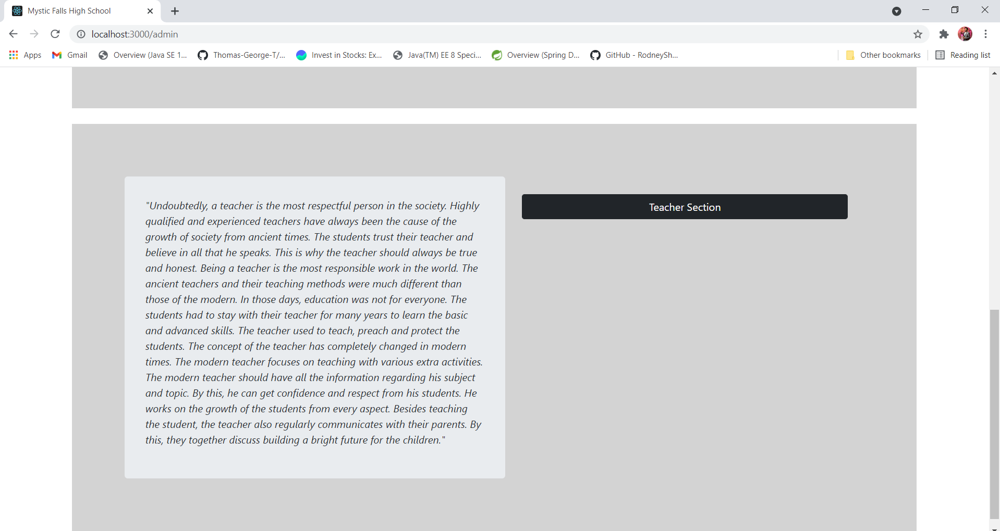 Mystic Falls High School
localhost:3000/admin
Apps Gmail Overview (Java SE 1... Thomas-George-T/... Invest in Stocks: Ex... Java(TM) EE 8 Speci... Overview (Spring D... GitHub - RodneySh... Other bookmarks Reading list
"Undoubtedly, a teacher is the most respectful person in the society. Highly
qualified and experienced teachers have always been the cause of the
growth of society from ancient times. The students trust their teacher and
believe in all that he speaks. This is why the teacher should always be true
and honest. Being a teacher is the most responsible work in the world. The
ancient teachers and their teaching methods were much different than
those of the modern. In those days, education was not for everyone. The
students had to stay with their teacher for many years to learn the basic
and advanced skills. The teacher used to teach, preach and protect the
students. The concept of the teacher has completely changed in modern
times. The modern teacher focuses on teaching with various extra activities.
The modern teacher should have all the information regarding his subject
and topic. By this, he can get confidence and respect from his students. He
works on the growth of the students from every aspect. Besides teaching
the student, the teacher also regularly communicates with their parents. By
this, they together discuss building a bright future for the children."
Teacher Section